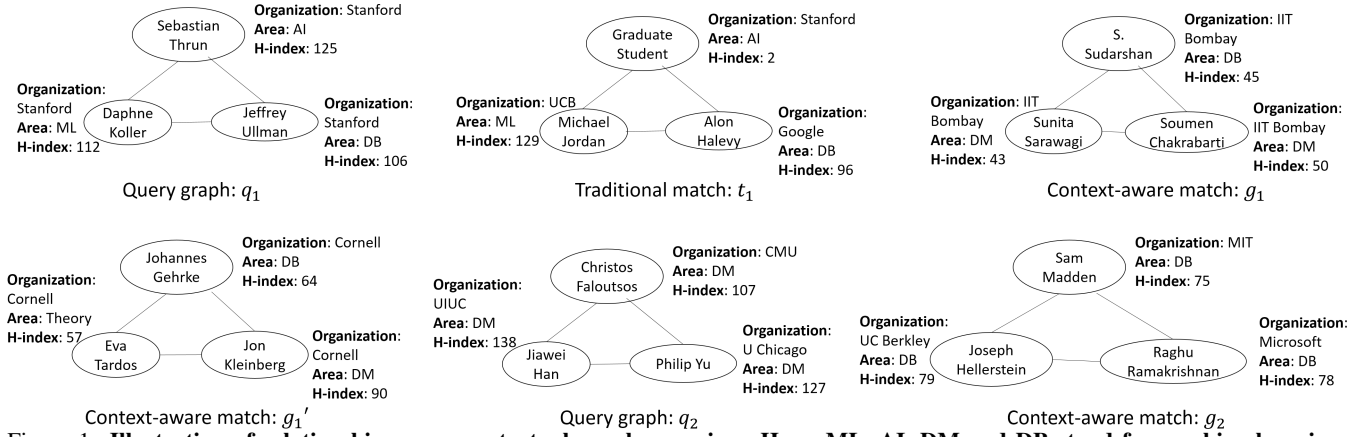 Organization: Stanford
Area: AI
H-index: 125
Sebastian
Thrun
Organization:
Stanford
Area: ML
H-index: 112
Daphne
Koller
Jeffrey
Ullman
Organization:
Stanford
Area: DB
H-index: 106
Query graph: q₁
Graduate
Student
Organization: Stanford
Area: AI
H-index: 2
Organization: UCB
Area: ML
H-index: 129
Michael
Jordan
Alon
Halevy
Organization:
Google
Area: DB
H-index: 96
Traditional match: t₁
S.
Sudarshan
Organization: IIT
Bombay
Area: DB
H-index: 45
Organization: IIT
Bombay
Area: DM
H-index: 43
Sunita
Sarawagi
Soumen
Chakrabarti
Organization:
IIT Bombay
Area: DM
H-index: 50
Context-aware match: g₁
Johannes
Gehrke
Organization: Cornell
Area: DB
H-index: 64
Organization:
Cornell
Area: Theory
H-index: 57
Eva
Tardos
Jon
Kleinberg
Organization:
Cornell
Area: DM
H-index: 90
Context-aware match: g₁′
Christos
Faloutsos
Organization: CMU
Area: DM
H-index: 107
Organization:
UIUC
Area: DM
H-index: 138
Jiawei
Han
Philip Yu
Organization:
U Chicago
Area: DM
H-index: 127
Query graph: q₂
Sam
Madden
Organization: MIT
Area: DB
H-index: 75
Organization:
UC Berkley
Area: DB
H-index: 79
Joseph
Hellerstein
Raghu
Ramakrishnan
Organization:
Microsoft
Area: DB
H-index: 78
Context-aware match: g₂